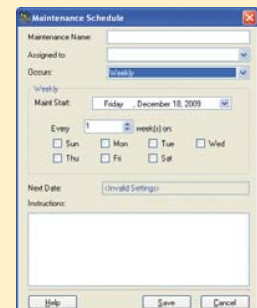 Maintenance Schedule
Maintenance Name:
Assigned to:
Occurs: Weekly
Weekly
Maint Start: Friday , December 18, 2009
Every 1 week(s) on:
Sun Mon Tue Wed
Thu Fri Sat
Next Date: <Invalid Settings>
Instructions:
Help Save Cancel